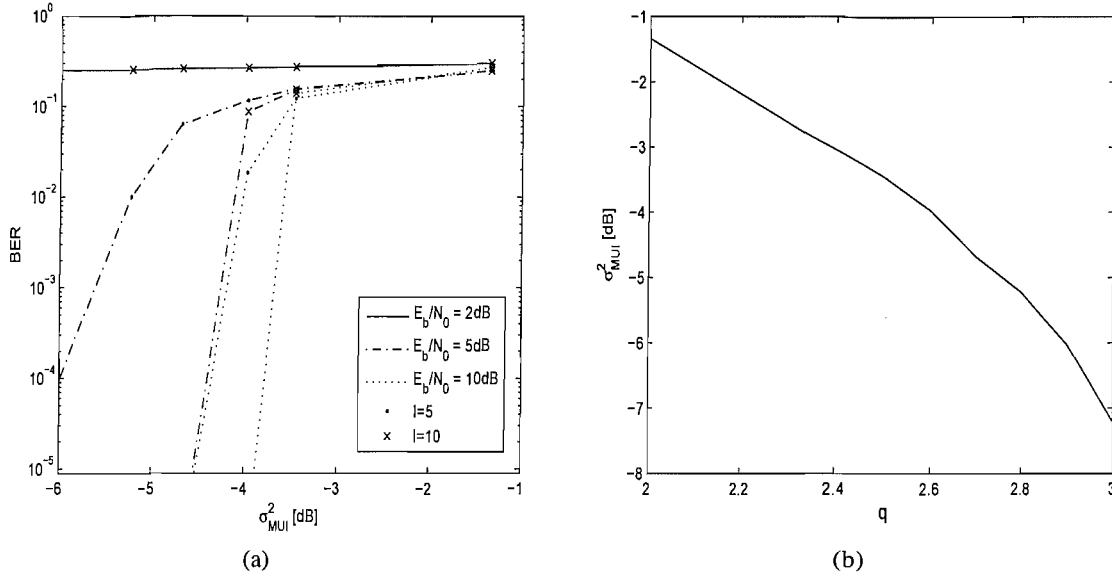 10^0
10^-1
10^-2
10^-3
10^-4
10^-5
BER
-6
-5
-4
-3
-2
-1
σ²_MUI [dB]
E_b/N_0 = 2dB
E_b/N_0 = 5dB
E_b/N_0 = 10dB
I=5
I=10
(a)
-1
-2
-3
-4
-5
-6
-7
-8
σ²_MUI [dB]
2
2.2
2.4
2.6
2.8
3
q
(b)